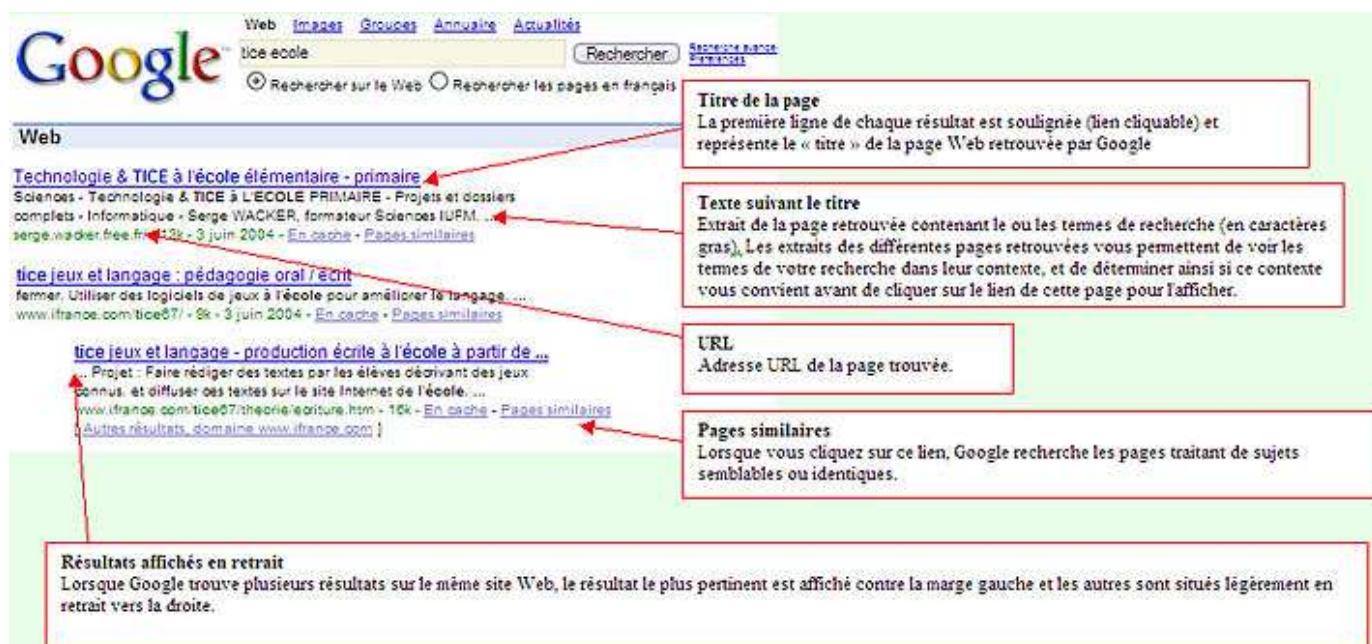 Google™
Web Images Groupes Annuaire Actualités
tice ecole
Rechercher
Recherche avancée
Préférences
Rechercher sur le Web Rechercher les pages en français
Web
Technologie & TICE à l'école élémentaire - primaire
Sciences - Technologie & TICE à L'ECOLE PRIMAIRE - Projets et dossiers
complets - Informatique - Serge WACKER, formateur Sciences IUFM. ...
serge.wacker.free.fr/ - 12k - 3 juin 2004 - En cache - Pages similaires
tice jeux et langage : pédagogie oral / écrit
fermer. Utiliser des logiciels de jeux à l'école pour améliorer le langage. ...
www.ifrance.com/tice67/ - 9k - 3 juin 2004 - En cache - Pages similaires
tice jeux et langage - production écrite à l'école à partir de ...
... Projet : Faire rédiger des textes par les élèves décrivant des jeux
connus, et diffuser ces textes sur le site Internet de l'école. ...
www.ifrance.com/tice67/theorie/ecriture.htm - 16k - En cache - Pages similaires
[ Autres résultats, domaine www.ifrance.com ]
Titre de la page
La première ligne de chaque résultat est soulignée (lien cliquable) et
représente le « titre » de la page Web retrouvée par Google
Texte suivant le titre
Extrait de la page retrouvée contenant le ou les termes de recherche (en caractères
gras). Les extraits des différentes pages retrouvées vous permettent de voir les
termes de votre recherche dans leur contexte, et de déterminer ainsi si ce contexte
vous convient avant de cliquer sur le lien de cette page pour l'afficher.
URL
Adresse URL de la page trouvée.
Pages similaires
Lorsque vous cliquez sur ce lien, Google recherche les pages traitant de sujets
semblables ou identiques.
Résultats affichés en retrait
Lorsque Google trouve plusieurs résultats sur le même site Web, le résultat le plus pertinent est affiché contre la marge gauche et les autres sont situés légèrement en
retrait vers la droite.